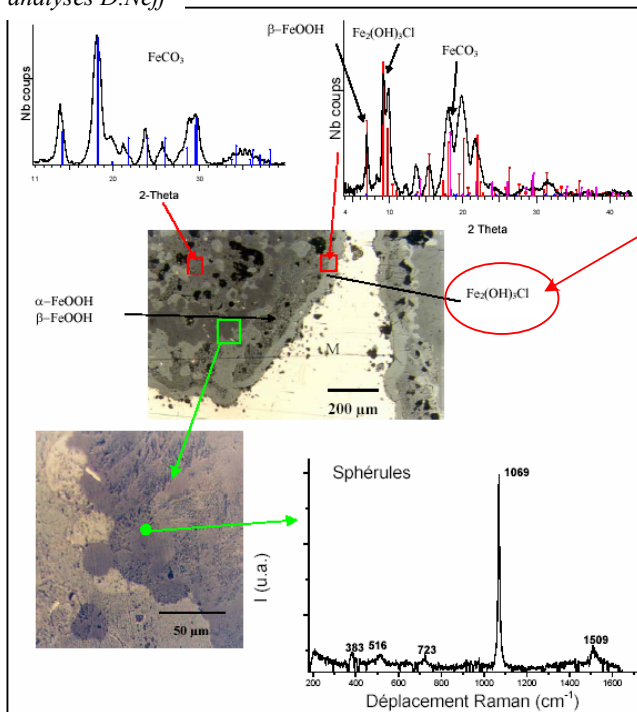 analyses D.Neff
FeCO3
Nb coups
11
20
30
2-Theta
β-FeOOH
Fe2(OH)3Cl
FeCO3
Nb coups
4
10
20
30
40
2 Theta
α-FeOOH
β-FeOOH
Fe2(OH)3Cl
M
200 µm
50 µm
Sphérules
1069
383
516
723
1509
I (u.a.)
200 400 600 800 1000 1200 1400 1600
Déplacement Raman (cm-1)